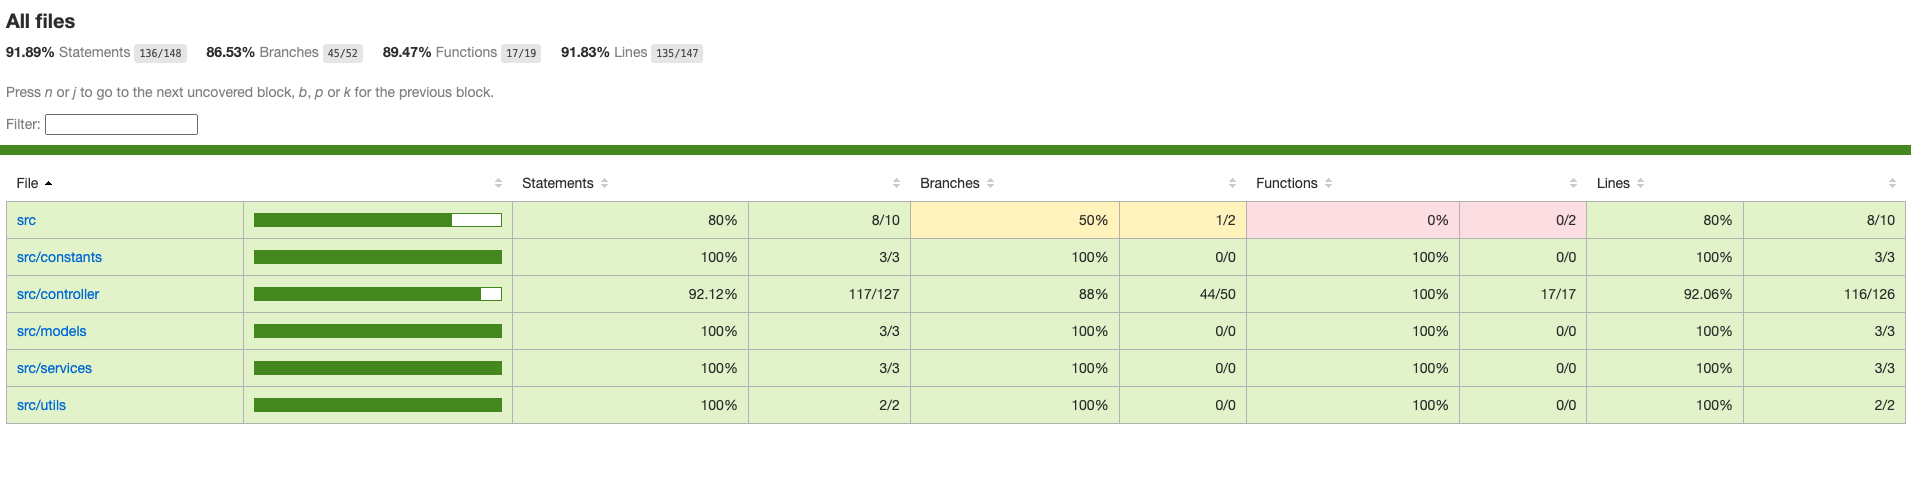 All files
91.89% Statements 136/148 86.53% Branches 45/52 89.47% Functions 17/19 91.83% Lines 135/147
Press n or j to go to the next uncovered block, b, p or k for the previous block.
Filter:
File Statements Branches Functions Lines
src 80% 8/10 50% 1/2 0% 0/2 80% 8/10
src/constants 100% 3/3 100% 0/0 100% 0/0 100% 3/3
src/controller 92.12% 117/127 88% 44/50 100% 17/17 92.06% 116/126
src/models 100% 3/3 100% 0/0 100% 0/0 100% 3/3
src/services 100% 3/3 100% 0/0 100% 0/0 100% 3/3
src/utils 100% 2/2 100% 0/0 100% 0/0 100% 2/2